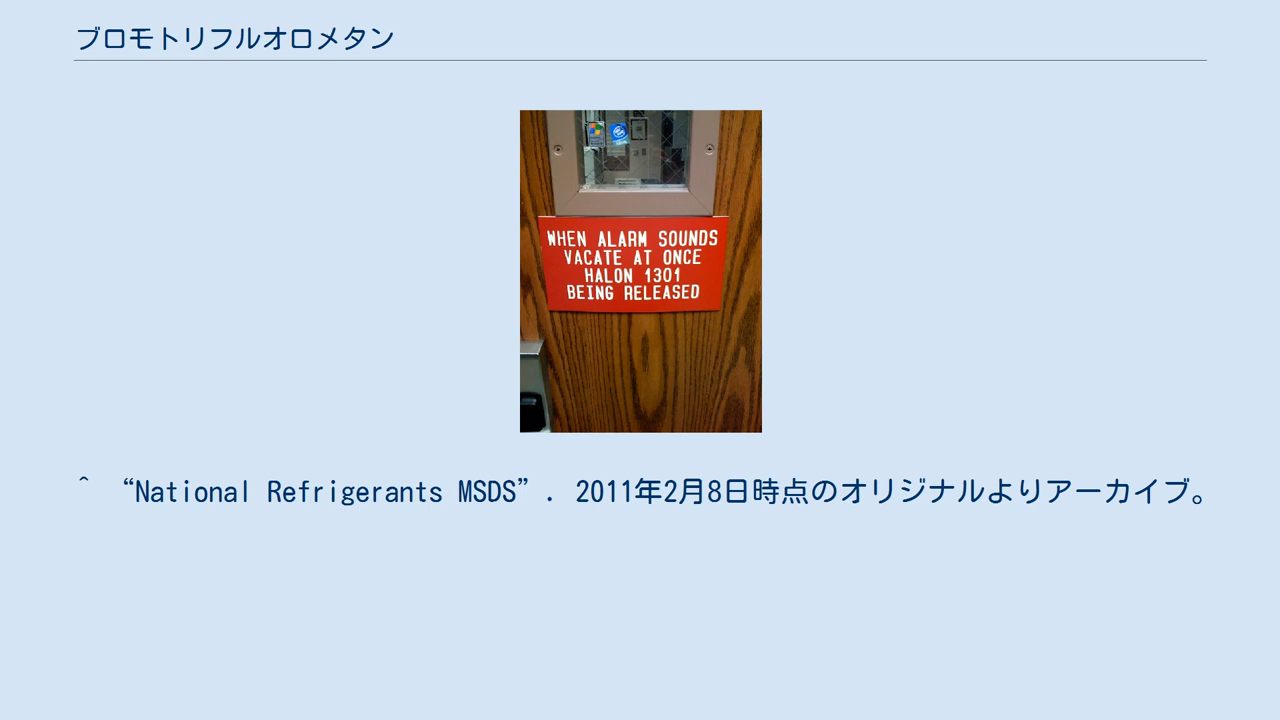 ブロモトリフルオロメタン
WHEN ALARM SOUNDS
VACATE AT ONCE
HALON 1301
BEING RELEASED
^ “National Refrigerants MSDS”. 2011年2月8日時点のオリジナルよりアーカイブ。